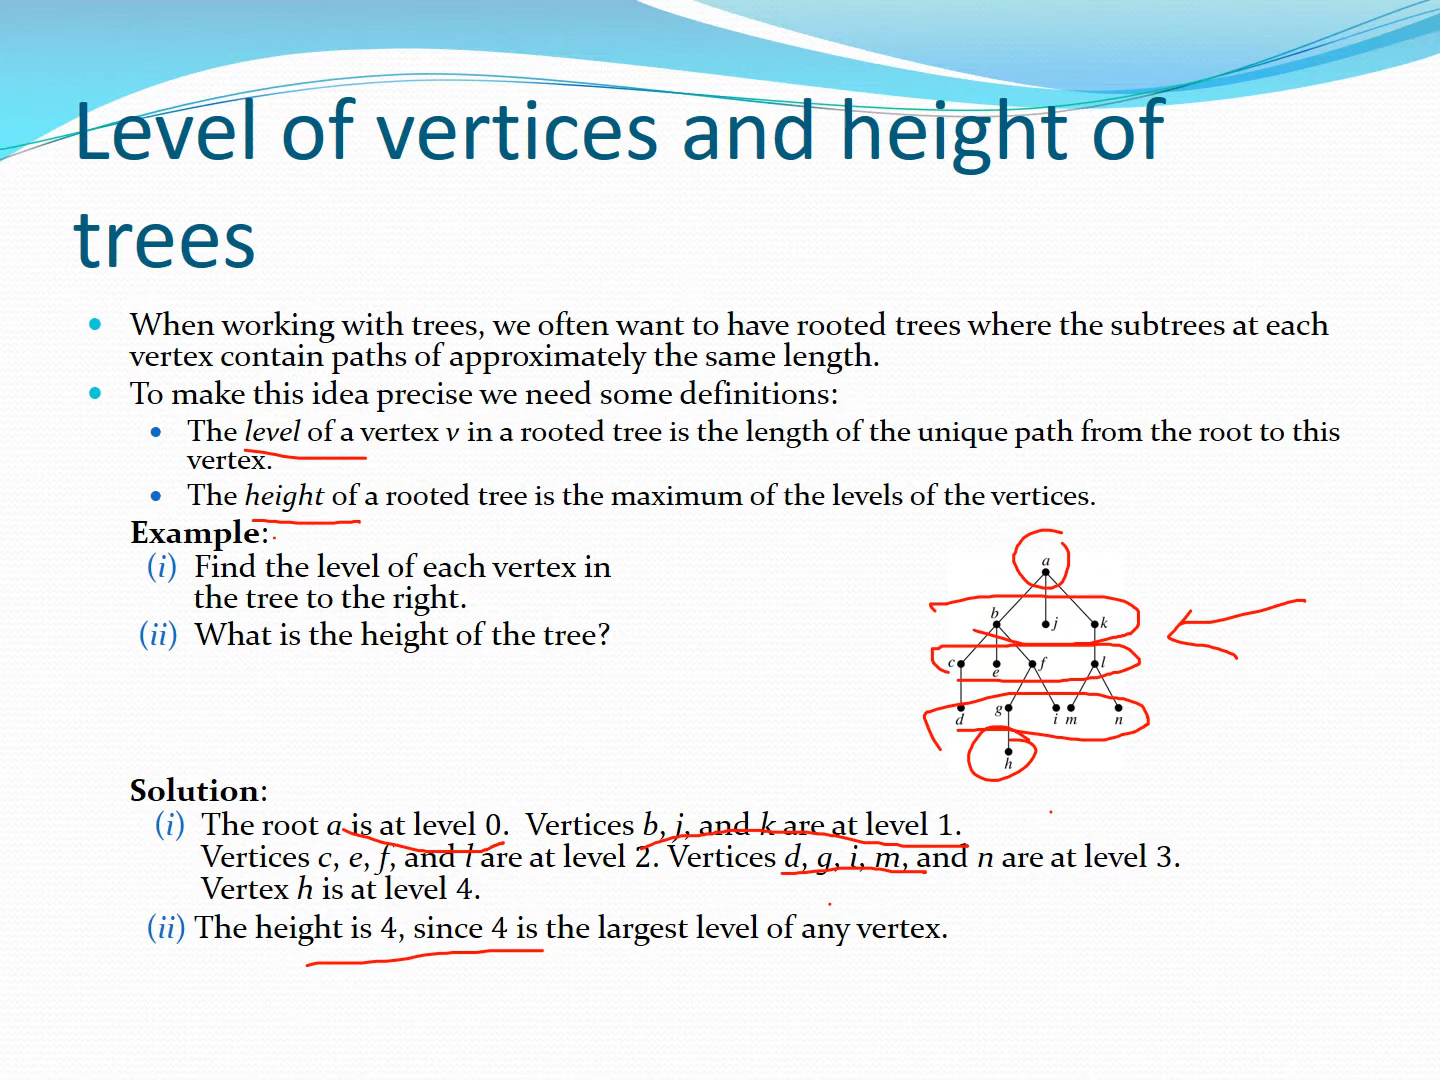 Level of vertices and height of
trees
When working with trees, we often want to have rooted trees where the subtrees at each
vertex contain paths of approximately the same length.
To make this idea precise we need some definitions:
The level of a vertex v in a rooted tree is the length of the unique path from the root to this
vertex.
The height of a rooted tree is the maximum of the levels of the vertices.
Example:
(i) Find the level of each vertex in
the tree to the right.
(ii) What is the height of the tree?
a
b j k
c e f l
d g i m n
h
Solution:
(i) The root a is at level 0. Vertices b, j, and k are at level 1.
Vertices c, e, f, and l are at level 2. Vertices d, g, i, m, and n are at level 3.
Vertex h is at level 4.
(ii) The height is 4, since 4 is the largest level of any vertex.